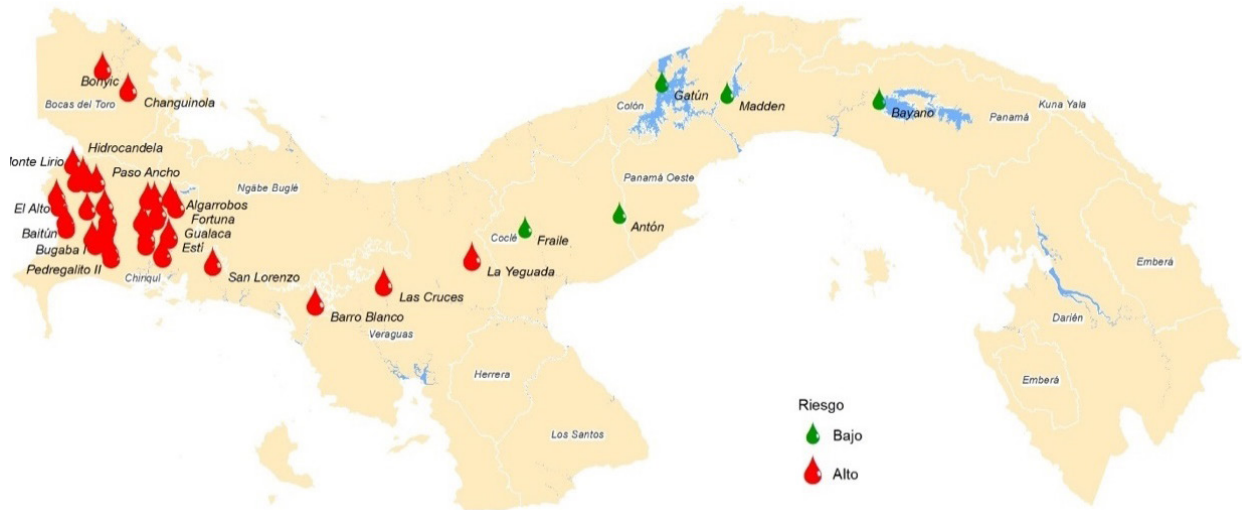 Bonyic
Bocas del Toro
Changuinola
Hidrocandela
Monte Lirio
Paso Ancho
Ngäbe Buglé
El Alto
Algarrobos
Fortuna
Baitún
Gualaca
Bugaba I
Estí
Pedregalito II
Chiriquí
San Lorenzo
Barro Blanco
Las Cruces
Veraguas
La Yeguada
Herrera
Los Santos
Coclé
Fraile
Antón
Panamá Oeste
Colón
Gatún
Madden
Bayano
Panamá
Kuna Yala
Emberá
Darién
Emberá
Riesgo
Bajo
Alto